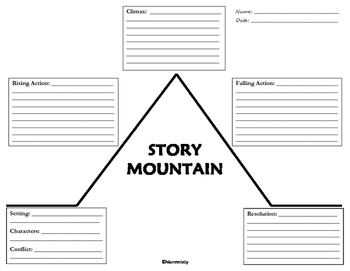 Climax:
Name:
Date:
Rising Action:
Falling Action:
STORY
MOUNTAIN
Setting:
Characters:
Conflict:
Resolution: